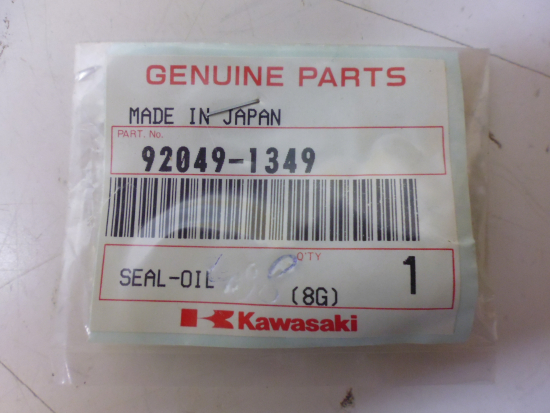 GENUINE PARTS
MADE IN JAPAN
PART. No.
92049-1349
Q'TY
SEAL-OIL
1
(8G)
Kawasaki